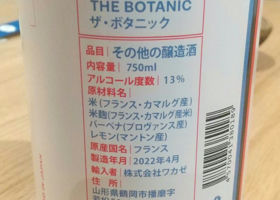 THE BOTANIC
ザ・ボタニック
品目 その他の醸造酒
内容量 750ml
アルコール度数 13%
原材料名
米(フランス・カマルグ産)
米麹(フランス・カマルグ産米)
バーベナ(プロヴァンス産)
レモン(マントン産)
原産国名 フランス
製造年月 2022年4月
輸入者 株式会社ワカゼ
住所
山形県鶴岡市播磨字